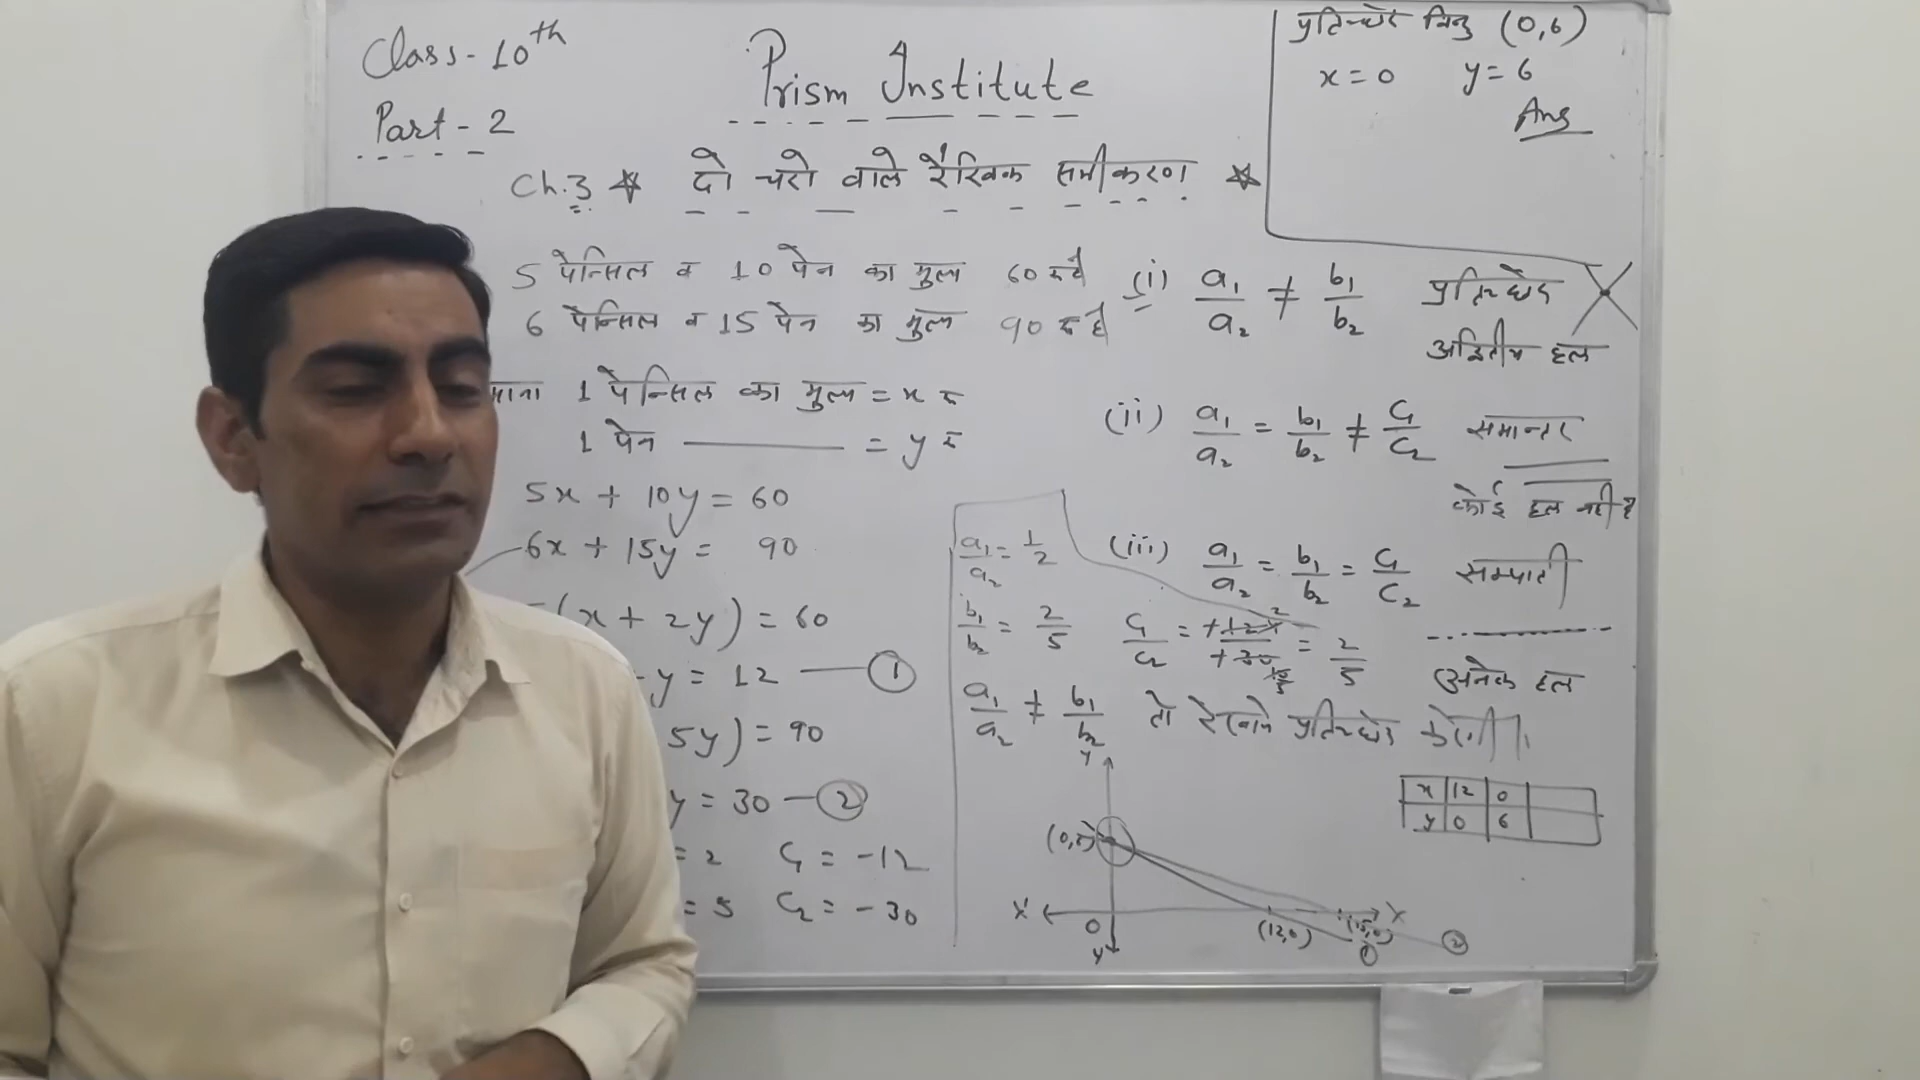 Class - 10th
Part - 2
Prism Institute
Ch. 3 ☆ दो चरो वाले रैखिक समीकरण ☆
प्रतिच्छेद बिन्दु (0,6)
x = 0 y = 6
Ans
5 पेन्सिल व 10 पेन का मुल्य 60 रु है
6 पेन्सिल व 15 पेन का मुल्य 90 रु है
माना 1 पेन्सिल का मुल्य = x रु
1 पेन ——— = y रु
5x + 10y = 60
6x + 15y = 90
(x + 2y) = 60
y = 12 —— ①
5y) = 90
y = 30 — ②
= 2 C₁ = -12
= 5 C₂ = -30
(i) a₁/a₂ ≠ b₁/b₂ प्रतिच्छेद
अद्वितीय हल
(ii) a₁/a₂ = b₁/b₂ ≠ C₁/C₂ समान्तर
कोई हल नही है
(iii) a₁/a₂ = b₁/b₂ = C₁/C₂ सम्पाती
अनेक हल
a₁/a₂ = 1/2
b₁/b₂ = 2/5 C₁/C₂ = = 2/5
a₁/a₂ ≠ b₁/b₂ तो रेखाये प्रतिच्छेद करेगी।
x 12 0
y 0 6
Y
X' 0 (12,0) (15,0) X
Y' ① ②